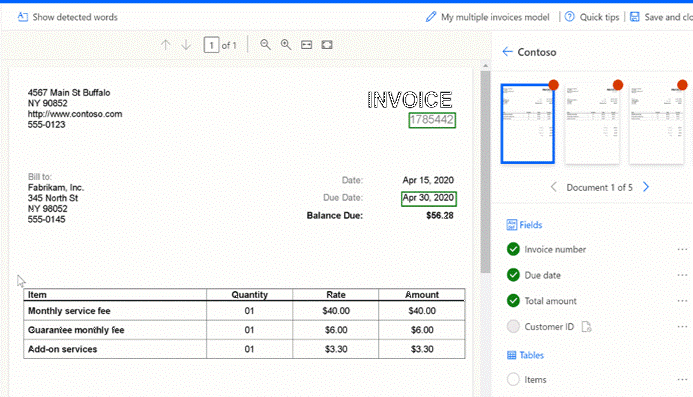 Show detected words
My multiple invoices model
Quick tips
Save and clo
1 of 1
Contoso
4567 Main St Buffalo
NY 90852
http://www.contoso.com
555-0123
INVOICE
1785442
Bill to:
Fabrikam, Inc.
345 North St
NY 98052
555-0145
Date: Apr 15, 2020
Due Date: Apr 30, 2020
Balance Due: $56.28
Item Quantity Rate Amount
Monthly service fee 01 $40.00 $40.00
Guarantee monthly fee 01 $6.00 $6.00
Add-on services 01 $3.30 $3.30
Document 1 of 5
Fields
Invoice number
Due date
Total amount
Customer ID
Tables
Items